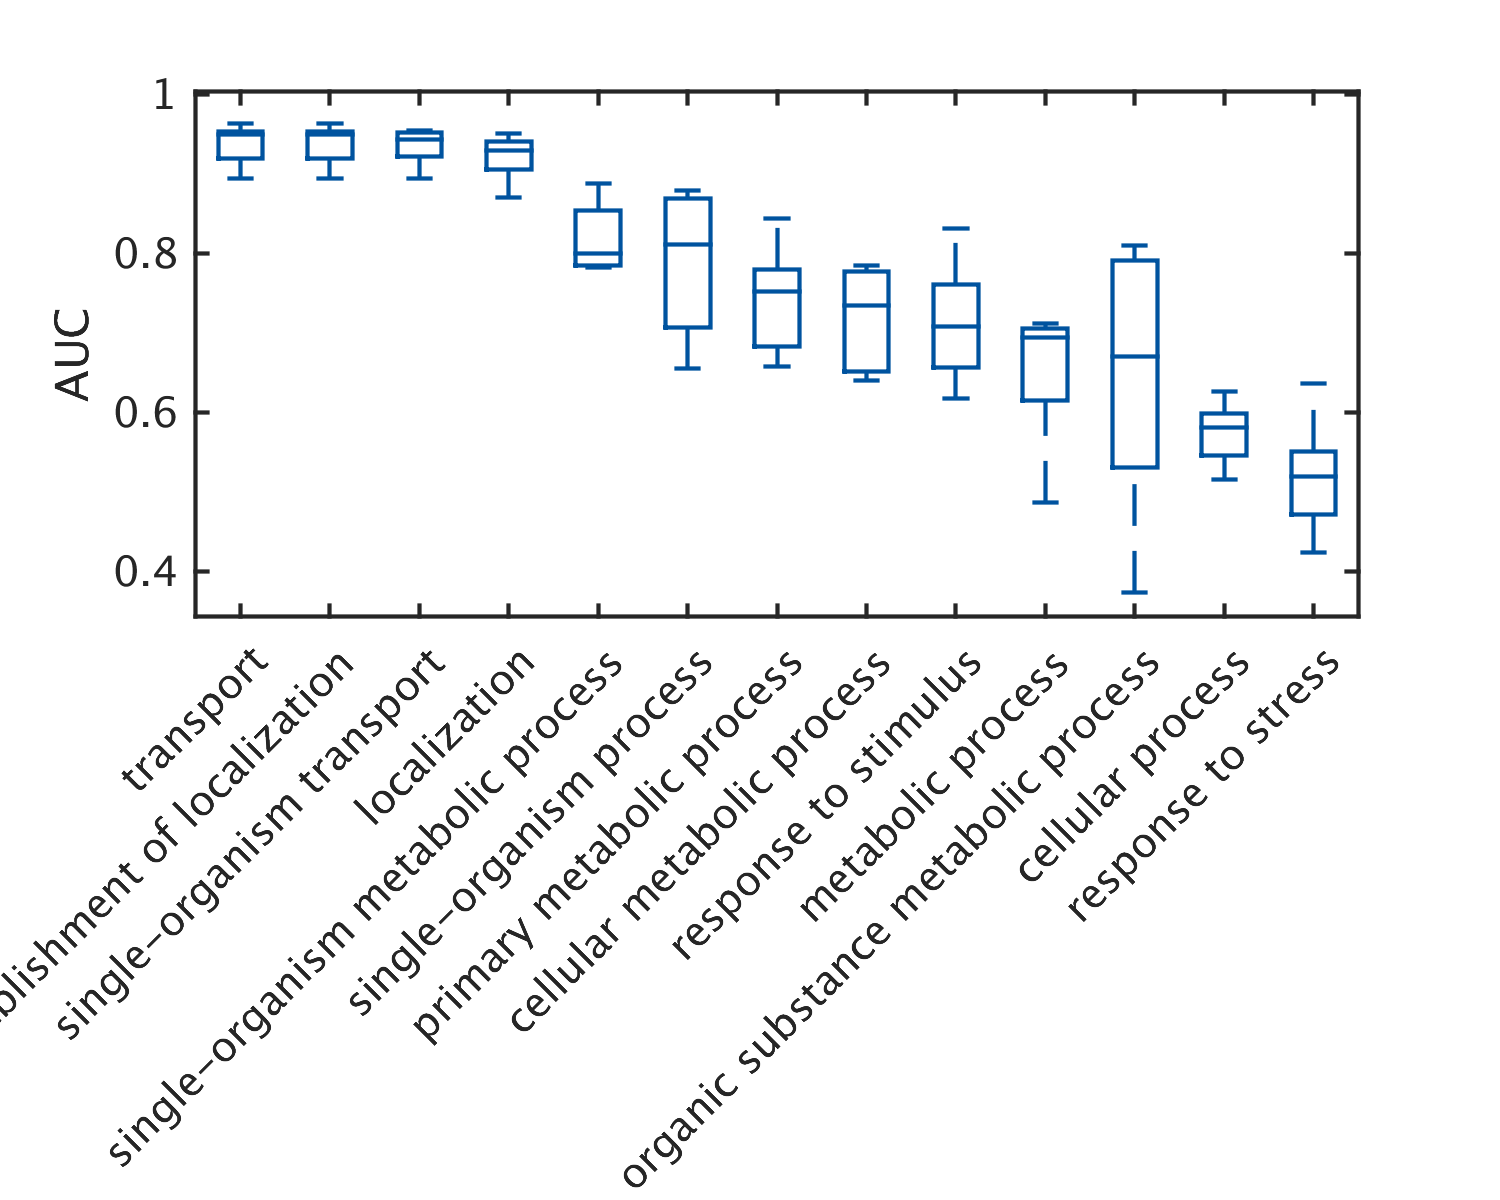 1
0.8
0.6
0.4
AUC
transport
of localization
single–organism transport
localization
single–organism metabolic process
single–organism process
primary metabolic process
cellular metabolic process
response to stimulus
metabolic process
organic substance metabolic process
cellular process
response to stress